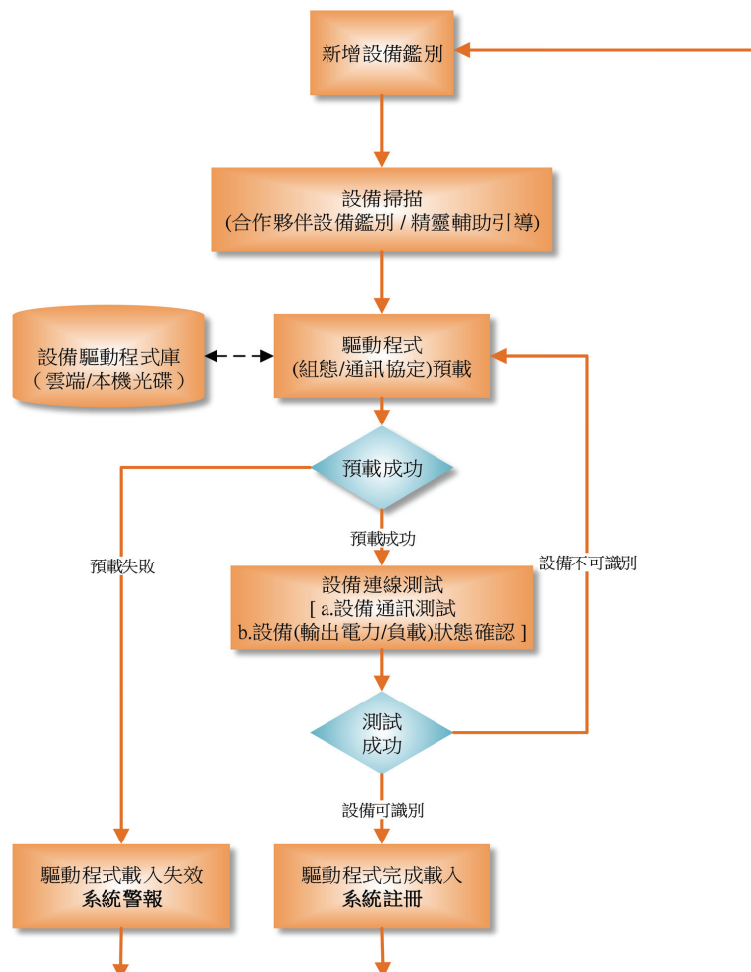 新增設備鑑別
設備掃描
(合作夥伴設備鑑別 / 精靈輔助引導)
設備驅動程式庫
（雲端/本機光碟）
驅動程式
(組態/通訊協定)預載
預載成功
預載成功
預載失敗
設備不可識別
設備連線測試
[ a.設備通訊測試
b.設備(輸出電力/負載)狀態確認 ]
測試
成功
設備可識別
驅動程式載入失效
系統警報
驅動程式完成載入
系統註冊